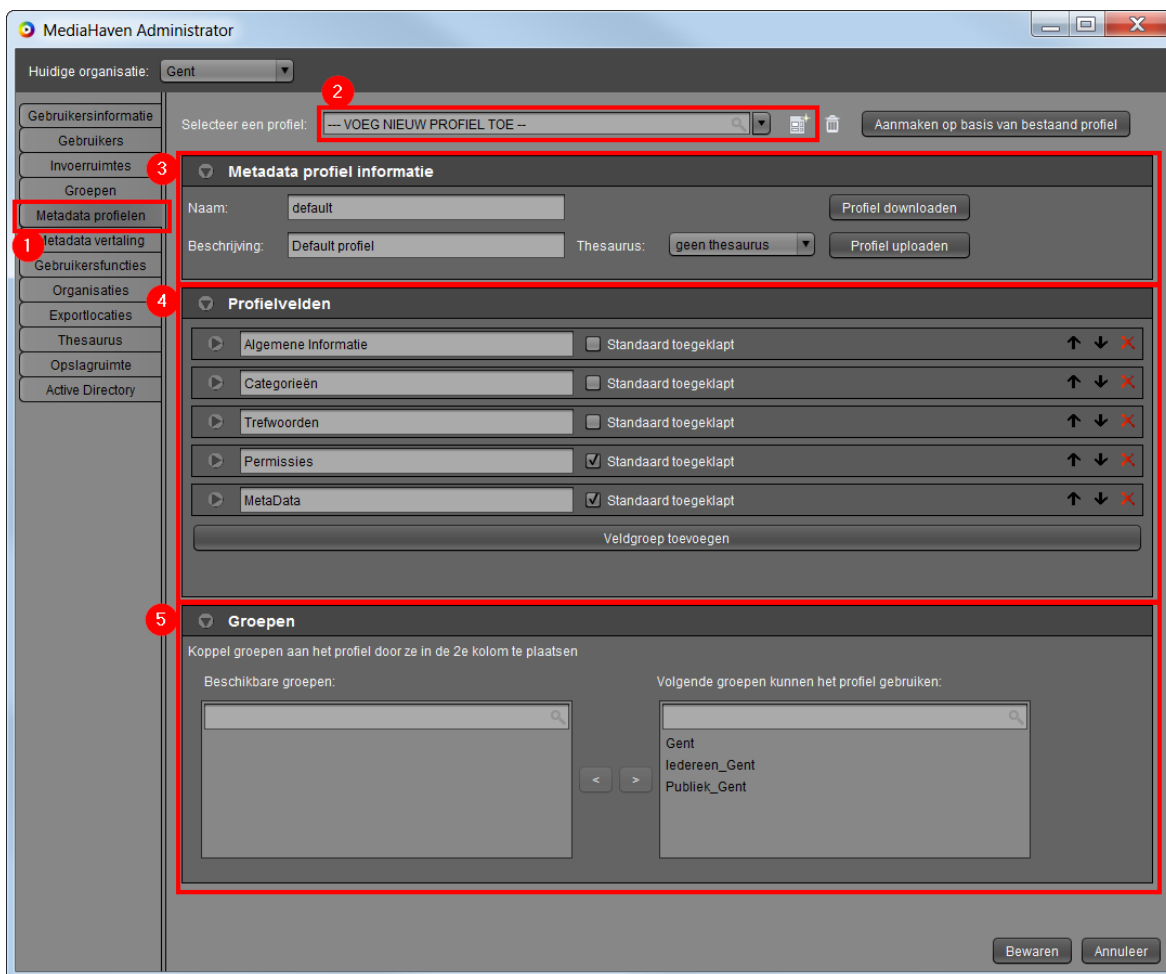 MediaHaven Administrator
Huidige organisatie: Gent
2
Gebruikersinformatie
Gebruikers
Invoerruimtes
Groepen
Metadata profielen
1
Metadata vertaling
Gebruikersfuncties
Organisaties
Exportlocaties
Thesaurus
Opslagruimte
Active Directory
Selecteer een profiel: --- VOEG NIEUW PROFIEL TOE -- Aanmaken op basis van bestaand profiel
3
Metadata profiel informatie
Naam: default Profiel downloaden
Beschrijving: Default profiel Thesaurus: geen thesaurus Profiel uploaden
4
Profielvelden
Algemene Informatie Standaard toegeklapt
Categorieën Standaard toegeklapt
Trefwoorden Standaard toegeklapt
Permissies Standaard toegeklapt
MetaData Standaard toegeklapt
Veldgroep toevoegen
5
Groepen
Koppel groepen aan het profiel door ze in de 2e kolom te plaatsen
Beschikbare groepen: Volgende groepen kunnen het profiel gebruiken:
Gent
Iedereen_Gent
Publiek_Gent
< >
Bewaren Annuleer